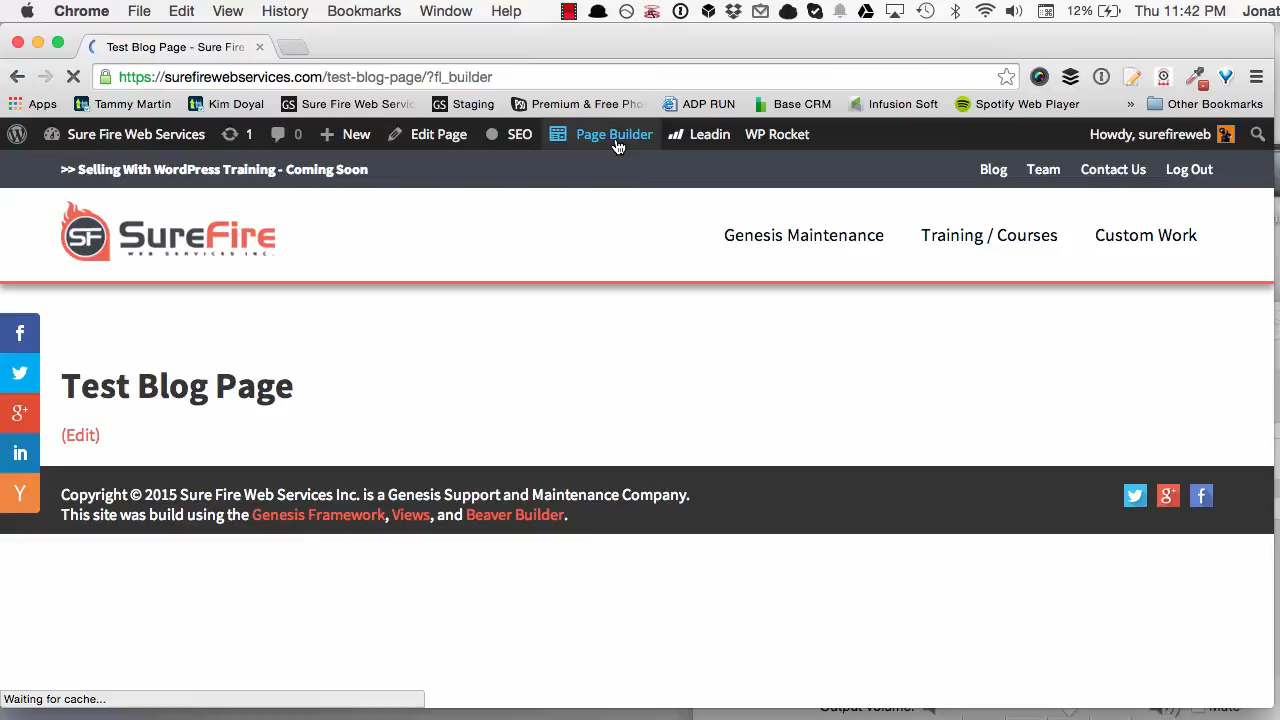 Chrome File Edit View History Bookmarks Window Help 12% Thu 11:42 PM Jonat
Test Blog Page - Sure Fire
https://surefirewebservices.com/test-blog-page/?fl_builder
Apps Tammy Martin Kim Doyal Sure Fire Web Servic Staging Premium & Free Pho ADP RUN Base CRM Infusion Soft Spotify Web Player » Other Bookmarks
Sure Fire Web Services 1 0 New Edit Page SEO Page Builder Leadin WP Rocket Howdy, surefireweb
>> Selling With WordPress Training - Coming Soon Blog Team Contact Us Log Out
SF SureFire
WEB SERVICES INC.
Genesis Maintenance Training / Courses Custom Work
Test Blog Page
(Edit)
Copyright © 2015 Sure Fire Web Services Inc. is a Genesis Support and Maintenance Company.
This site was build using the Genesis Framework, Views, and Beaver Builder.
Waiting for cache...